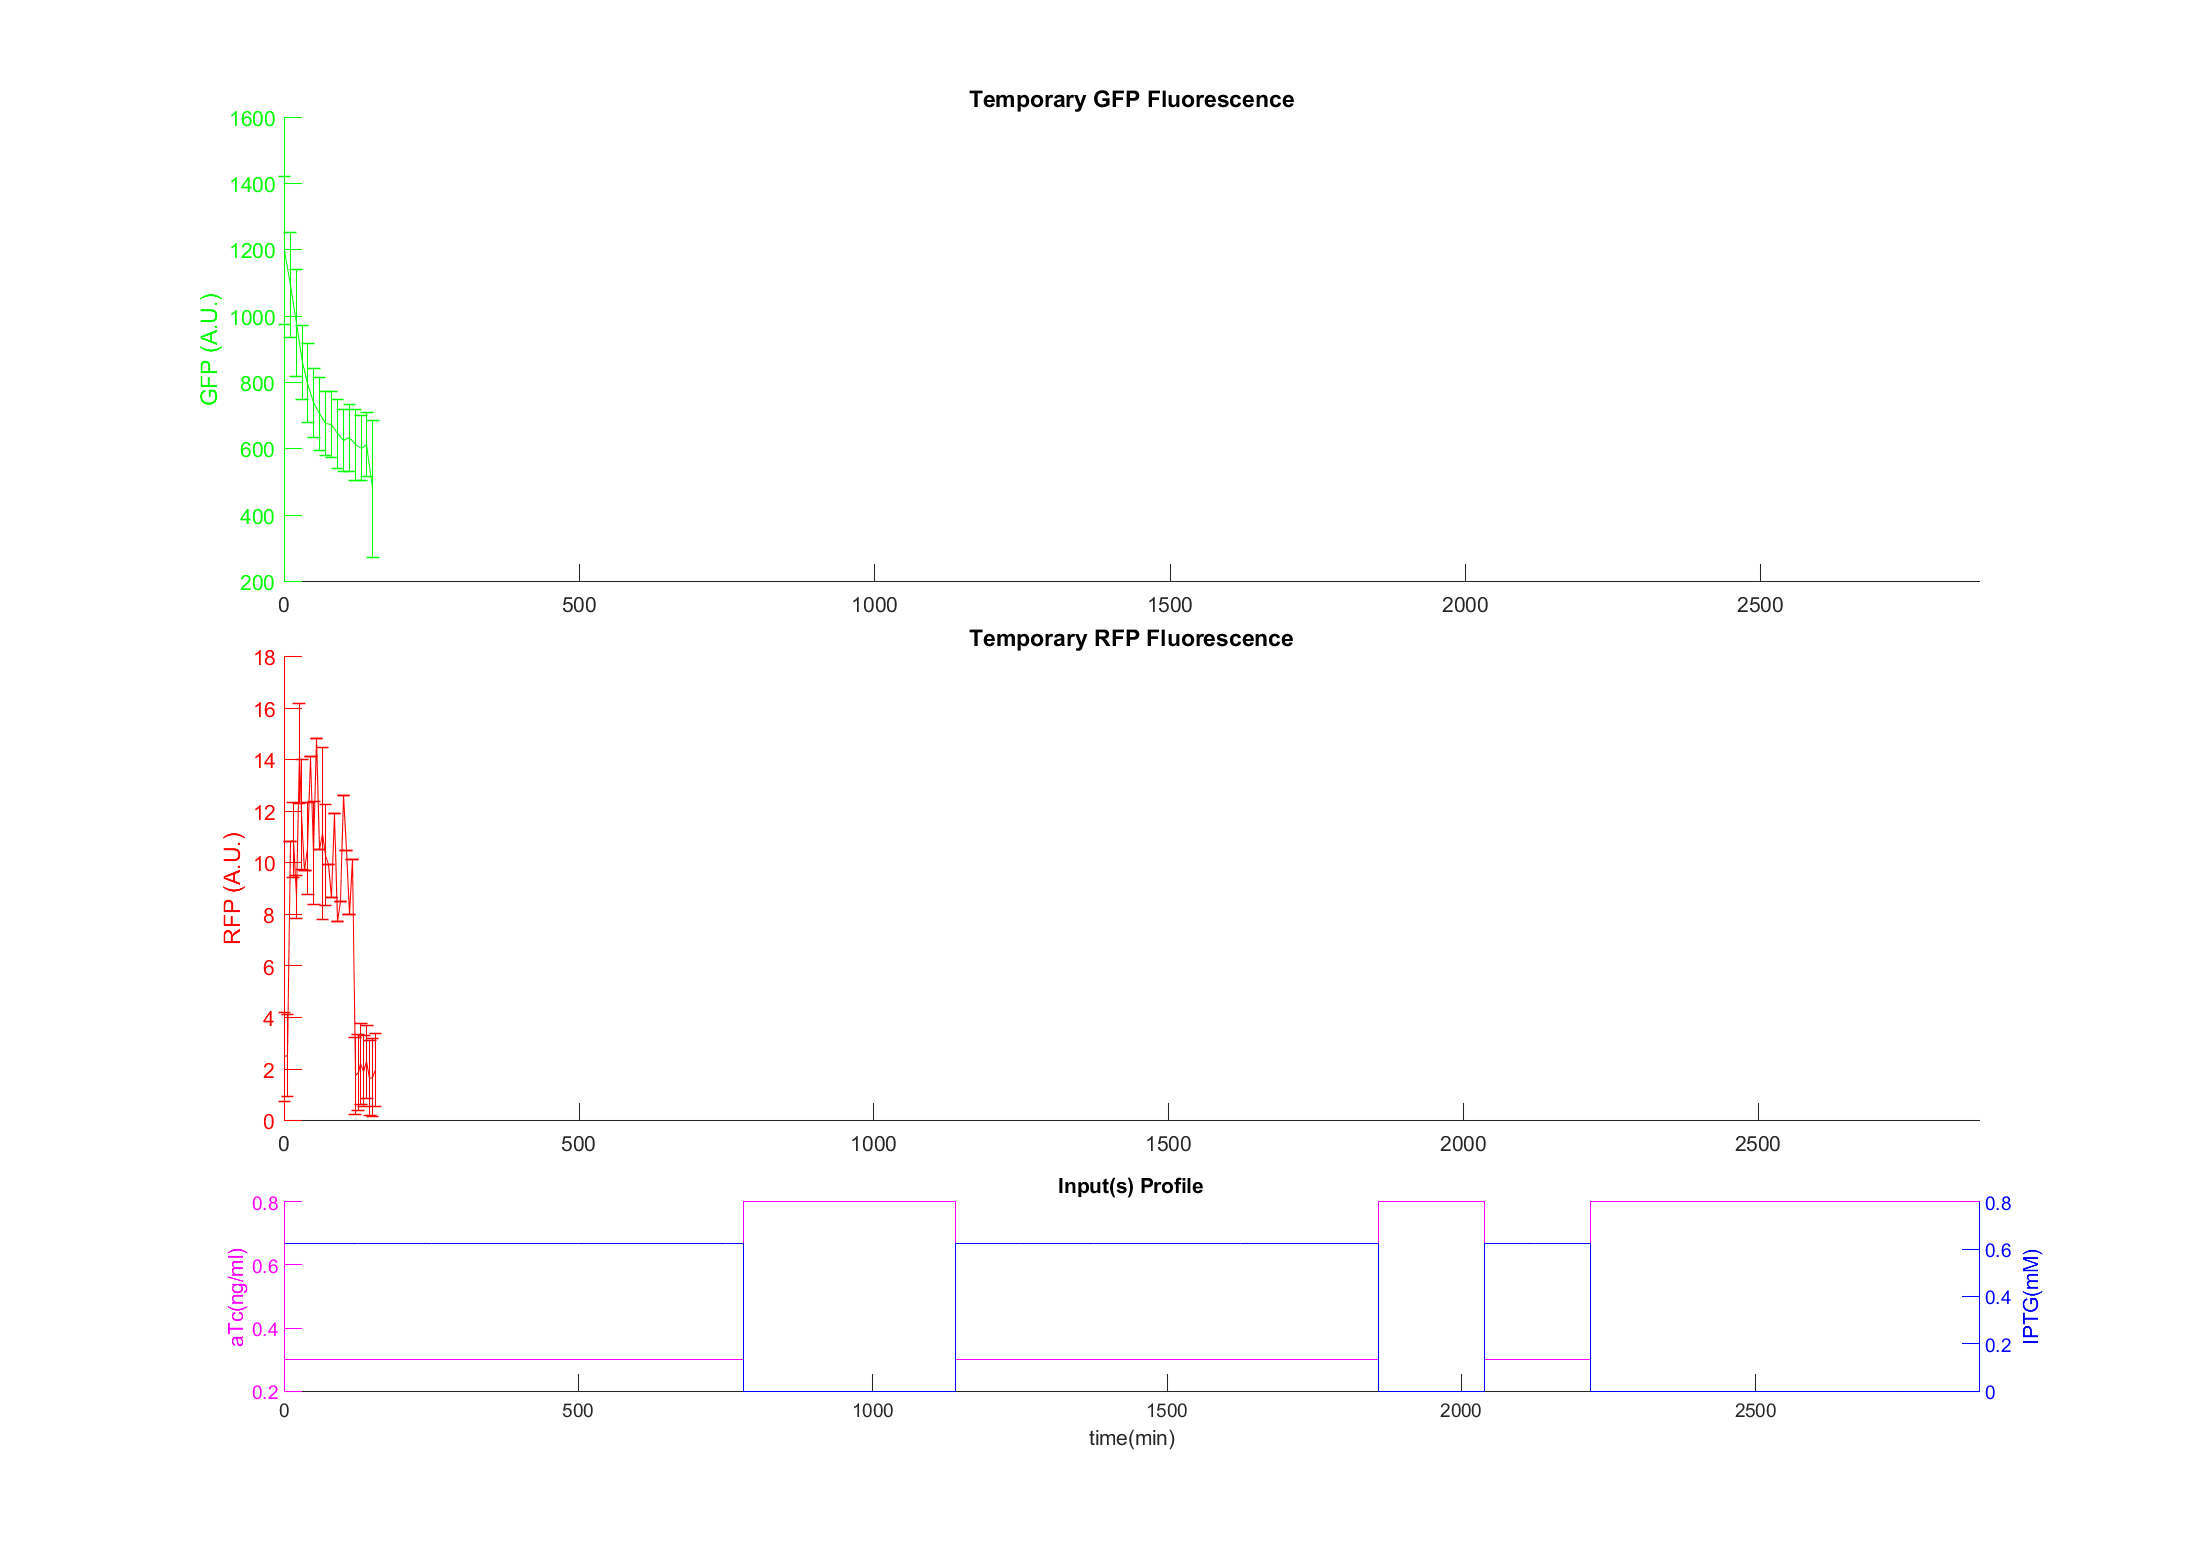 Temporary GFP Fluorescence
1600
1400
1200
1000
800
600
400
200
GFP (A.U.)
0 500 1000 1500 2000 2500
Temporary RFP Fluorescence
18
16
14
12
10
8
6
4
2
0
RFP (A.U.)
0 500 1000 1500 2000 2500
Input(s) Profile
0.8
0.6
0.4
0.2
aTc(ng/ml)
0.8
0.6
0.4
0.2
0
IPTG(mM)
0 500 1000 1500 2000 2500
time(min)